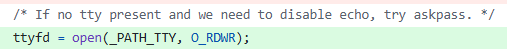 /* If no tty present and we need to disable echo, try askpass. */
ttyfd = open(_PATH_TTY, O_RDWR);